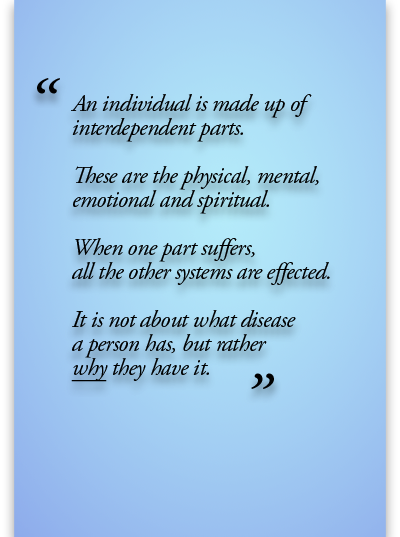 “ An individual is made up of
interdependent parts.
These are the physical, mental,
emotional and spiritual.
When one part suffers,
all the other systems are effected.
It is not about what disease
a person has, but rather
why they have it. ”